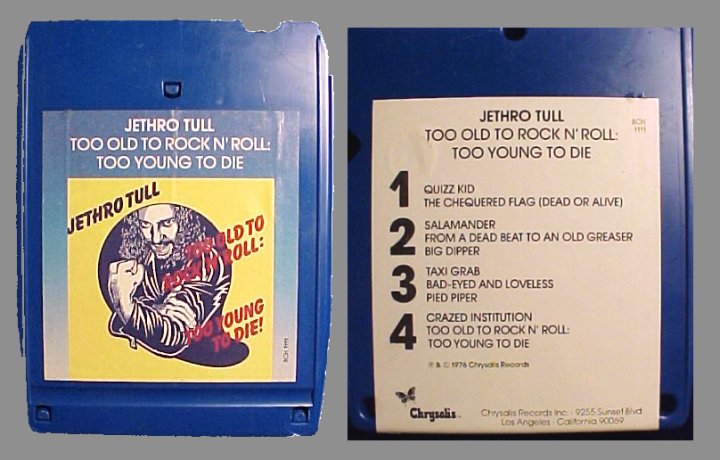 JETHRO TULL
TOO OLD TO ROCK N' ROLL:
TOO YOUNG TO DIE
JETHRO TULL
TOO OLD TO
ROCK N' ROLL:
TOO YOUNG
TO DIE!
8CH 1111
JETHRO TULL
TOO OLD TO ROCK N' ROLL:
TOO YOUNG TO DIE
8CH
1111
1 QUIZZ KID
THE CHEQUERED FLAG (DEAD OR ALIVE)
2 SALAMANDER
FROM A DEAD BEAT TO AN OLD GREASER
BIG DIPPER
3 TAXI GRAB
BAD-EYED AND LOVELESS
PIED PIPER
4 CRAZED INSTITUTION
TOO OLD TO ROCK N' ROLL:
TOO YOUNG TO DIE
℗ & © 1976 Chrysalis Records
Chrysalis™
Chrysalis Records Inc. - 9255 Sunset Blvd.
Los Angeles - California 90069